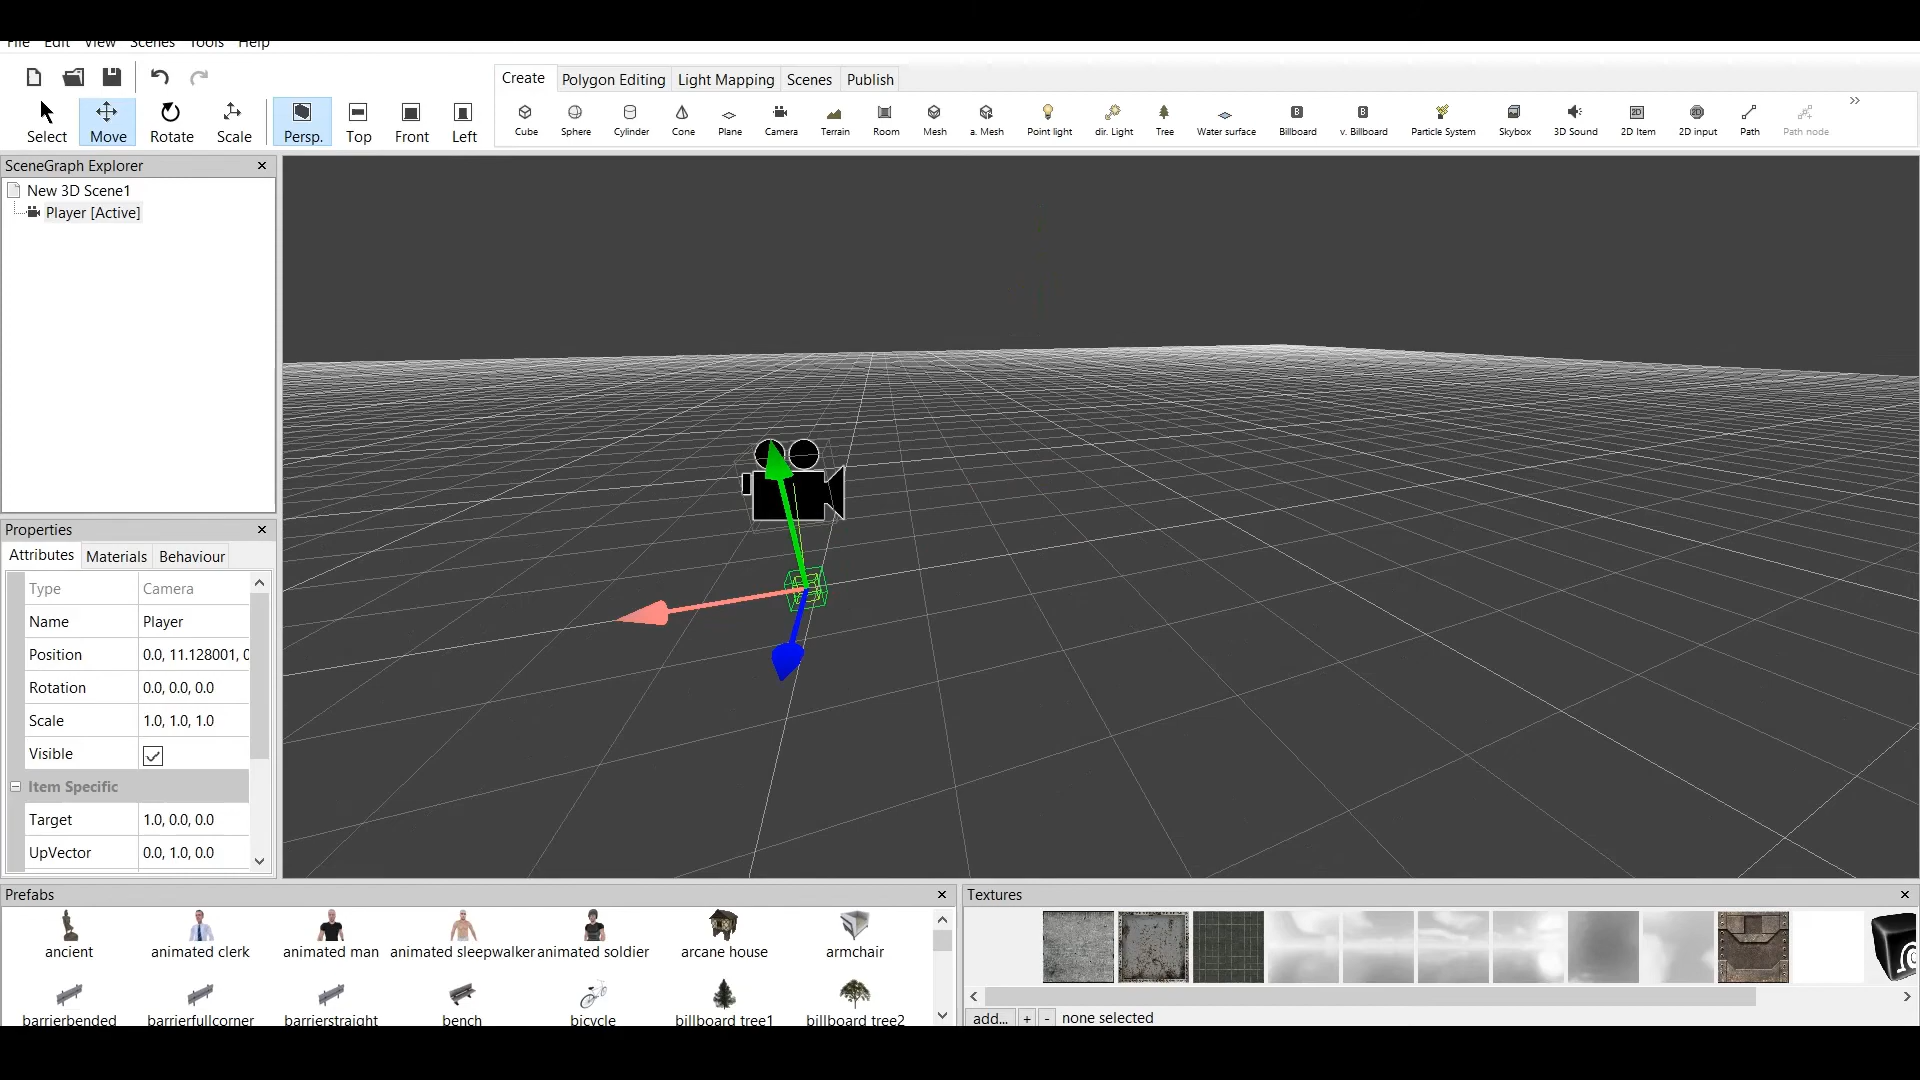 File Edit View Scenes Tools Help
Create Polygon Editing Light Mapping Scenes Publish
Select Move Rotate Scale Persp. Top Front Left
Cube Sphere Cylinder Cone Plane Camera Terrain Room Mesh a. Mesh Point light dir. Light Tree Water surface Billboard v. Billboard Particle System Skybox 3D Sound 2D Item 2D input Path Path node
SceneGraph Explorer
New 3D Scene1
Player [Active]
Properties
Attributes Materials Behaviour
Type Camera
Name Player
Position 0.0, 11.128001, 0
Rotation 0.0, 0.0, 0.0
Scale 1.0, 1.0, 1.0
Visible
Item Specific
Target 1.0, 0.0, 0.0
UpVector 0.0, 1.0, 0.0
Prefabs
ancient animated clerk animated man animated sleepwalker animated soldier arcane house armchair
barrierbended barrierfullcorner barrierstraight bench bicycle billboard tree1 billboard tree2
Textures
add... + - none selected